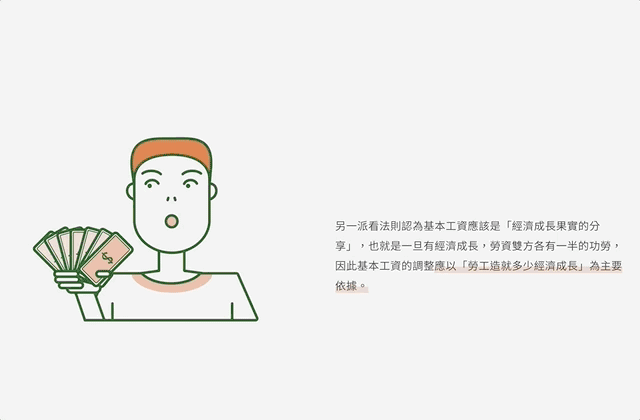 另一派看法則認為基本工資應該是「經濟成長果實的分
享」，也就是一旦有經濟成長，勞資雙方各有一半的功勞，
因此基本工資的調整應以「勞工造就多少經濟成長」為主要
依據。
$